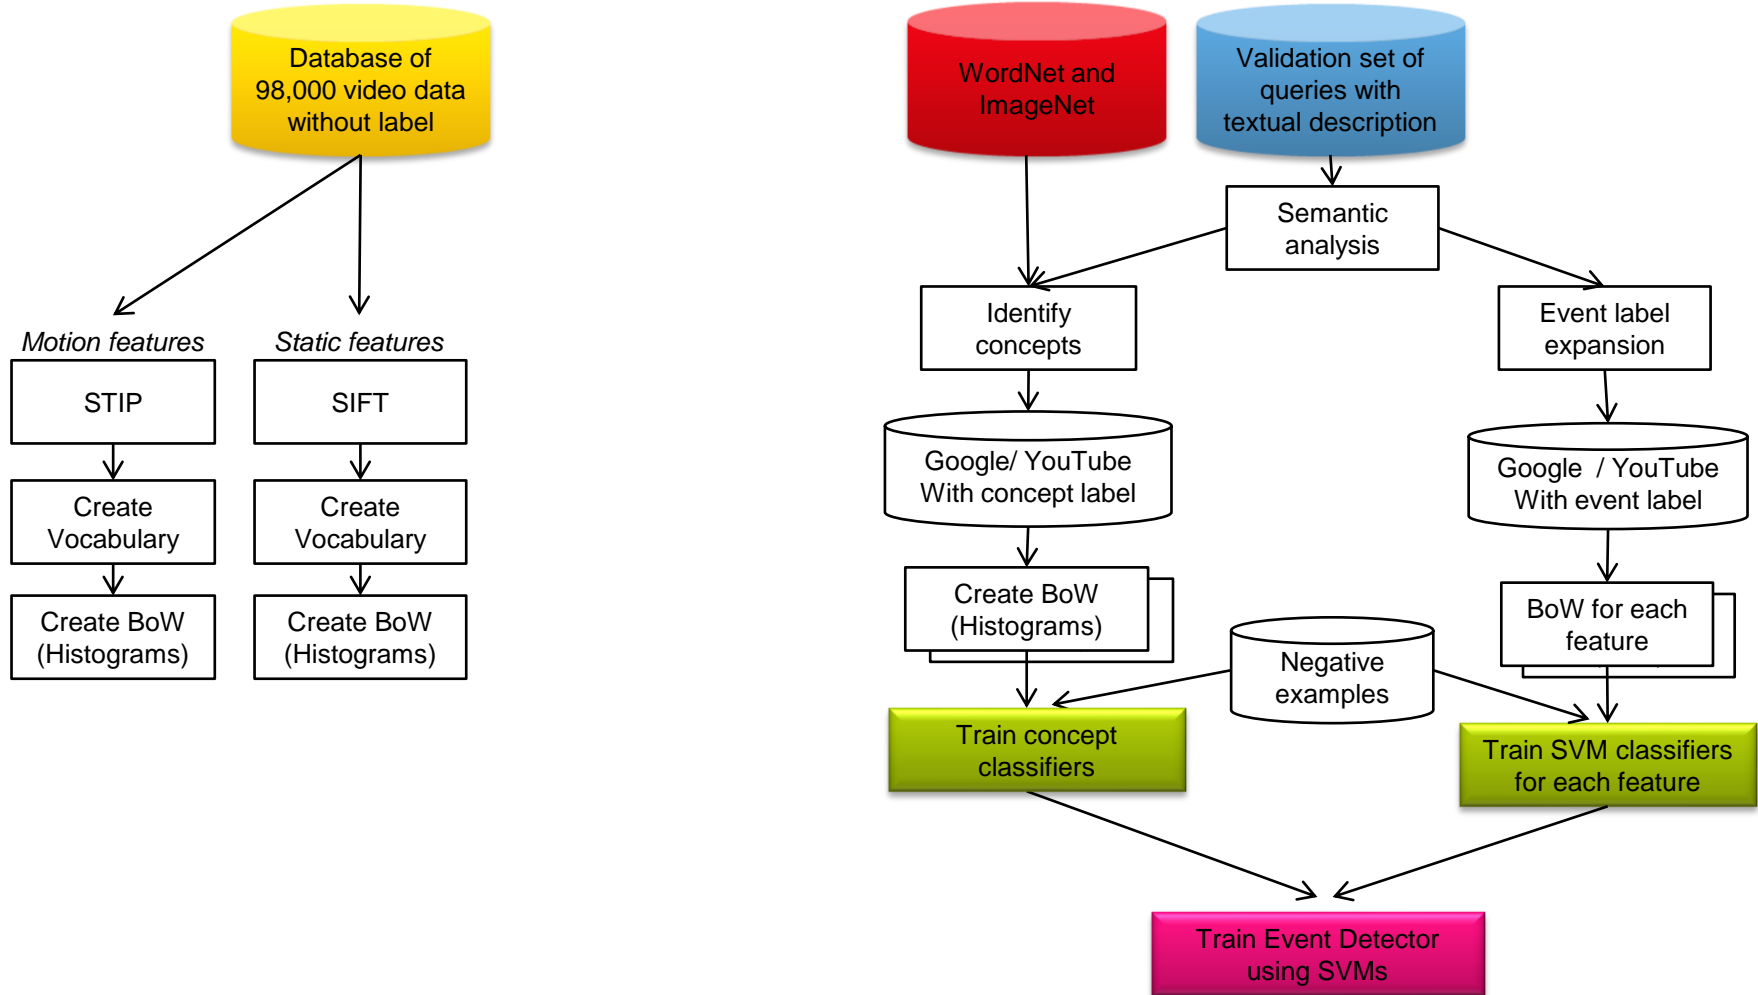 Database of
98,000 video data
without label
WordNet and
ImageNet
Validation set of
queries with
textual description
Semantic
analysis
Identify
concepts
Event label
expansion
Motion features
Static features
STIP
SIFT
Google/ YouTube
With concept label
Google  / YouTube
With event label
Create
Vocabulary
Create
Vocabulary
Create BoW
(Histograms)
Create BoW
(Histograms)
Create BoW
(Histograms)
BoW for each
feature
Negative
examples
Train concept
classifiers
Train SVM classifiers
for each feature
Train Event Detector
using SVMs